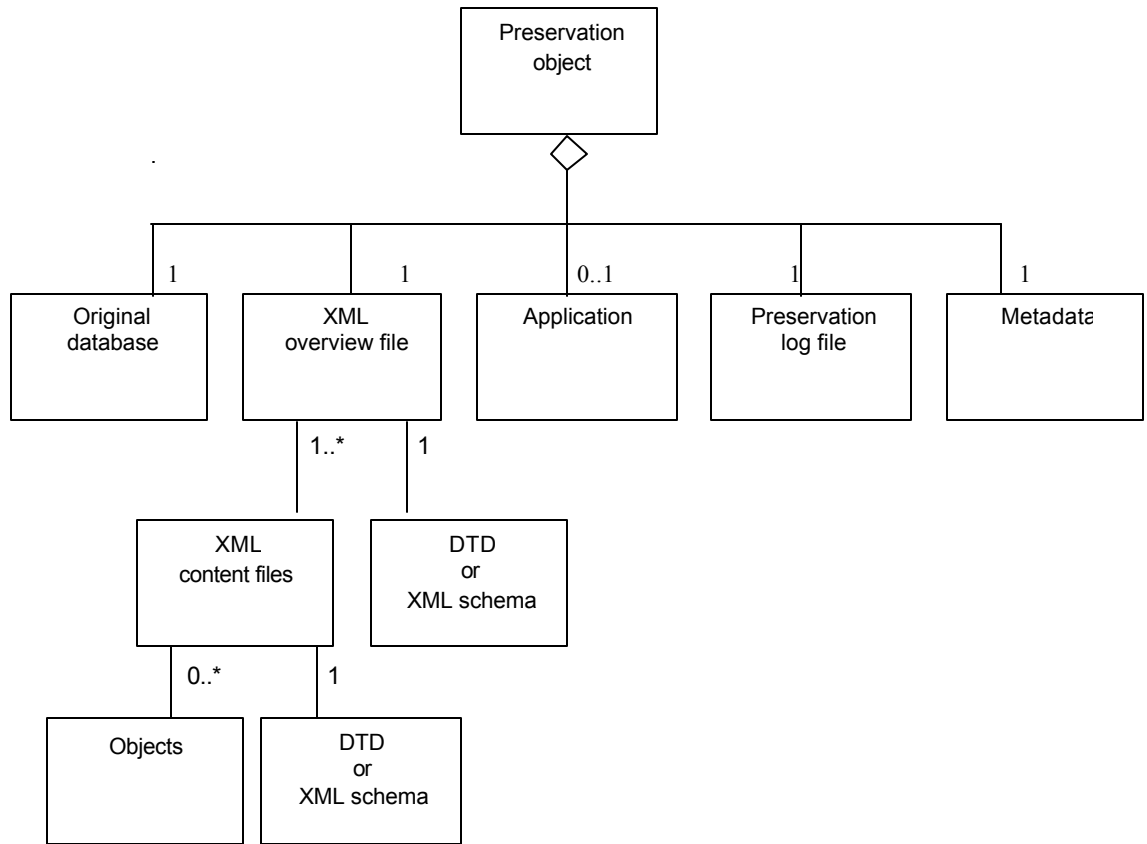 Preservation
object
1
1
0..1
1
1
Original
database
XML
overview file
Application
Preservation
log file
Metadata
1..*
1
XML
content files
DTD
or
XML schema
0..*
1
Objects
DTD
or
XML schema